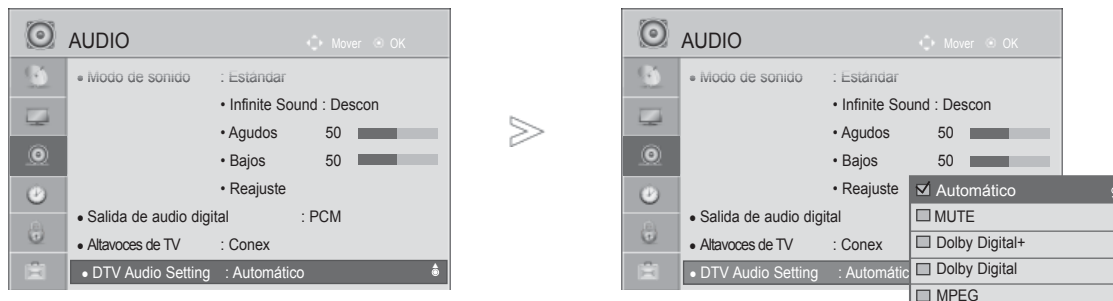 AUDIO
Mover OK
• Modo de sonido : Estándar
• Infinite Sound : Descon
• Agudos 50
• Bajos 50
• Reajuste
• Salida de audio digital : PCM
• Altavoces de TV : Conex
• DTV Audio Setting : Automático
AUDIO
Mover OK
• Modo de sonido : Estándar
• Infinite Sound : Descon
• Agudos 50
• Bajos 50
• Reajuste
• Salida de audio digital
• Altavoces de TV : Conex
• DTV Audio Setting : Automátic
Automático
MUTE
Dolby Digital+
Dolby Digital
MPEG